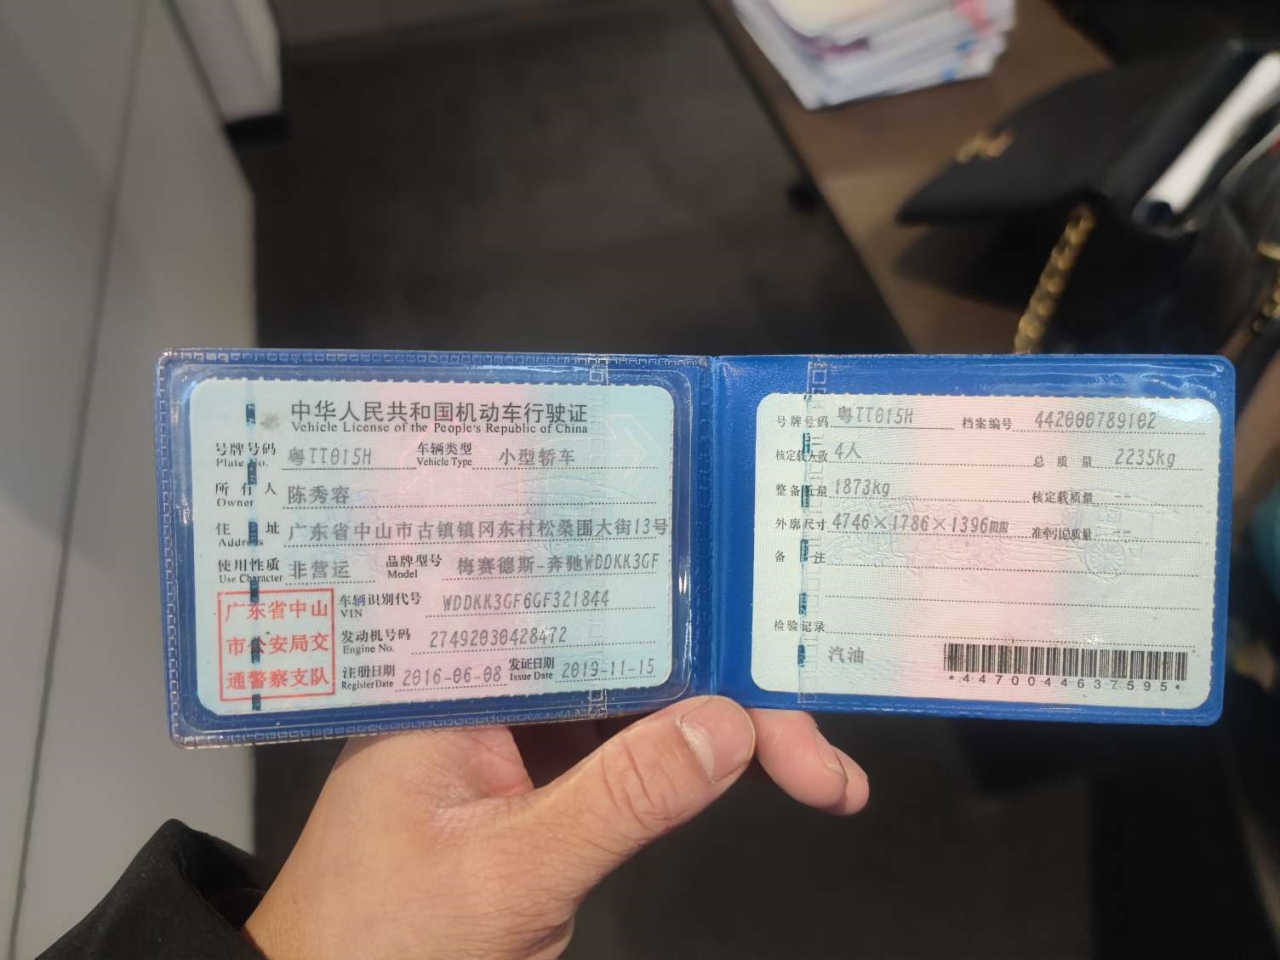 中华人民共和国机动车行驶证
Vehicle License of the People's Republic of China
号牌号码 粤TT015H 车辆类型 小型轿车
Plate No. Vehicle Type
所有人 陈秀容
Owner
住址 广东省中山市古镇镇冈东村松桑围大街13号
Address
使用性质 非营运 品牌型号 梅赛德斯-奔驰WDDKK3GF
Use Character Model
广东省中山
市公安局交
通警察支队
车辆识别代号 WDDKK3GF6GF321844
VIN
发动机号码 27492030428472
Engine No.
注册日期 2016-06-08 发证日期 2019-11-15
Register Date Issue Date
号牌号码 粤TT015H 档案编号 442000789102
核定载人数 4人 总质量 2235kg
整备质量 1873kg 核定载质量 --
外廓尺寸 4746×1786×1396mm 准牵引总质量 --
备注
检验记录
汽油
*4470044637595*